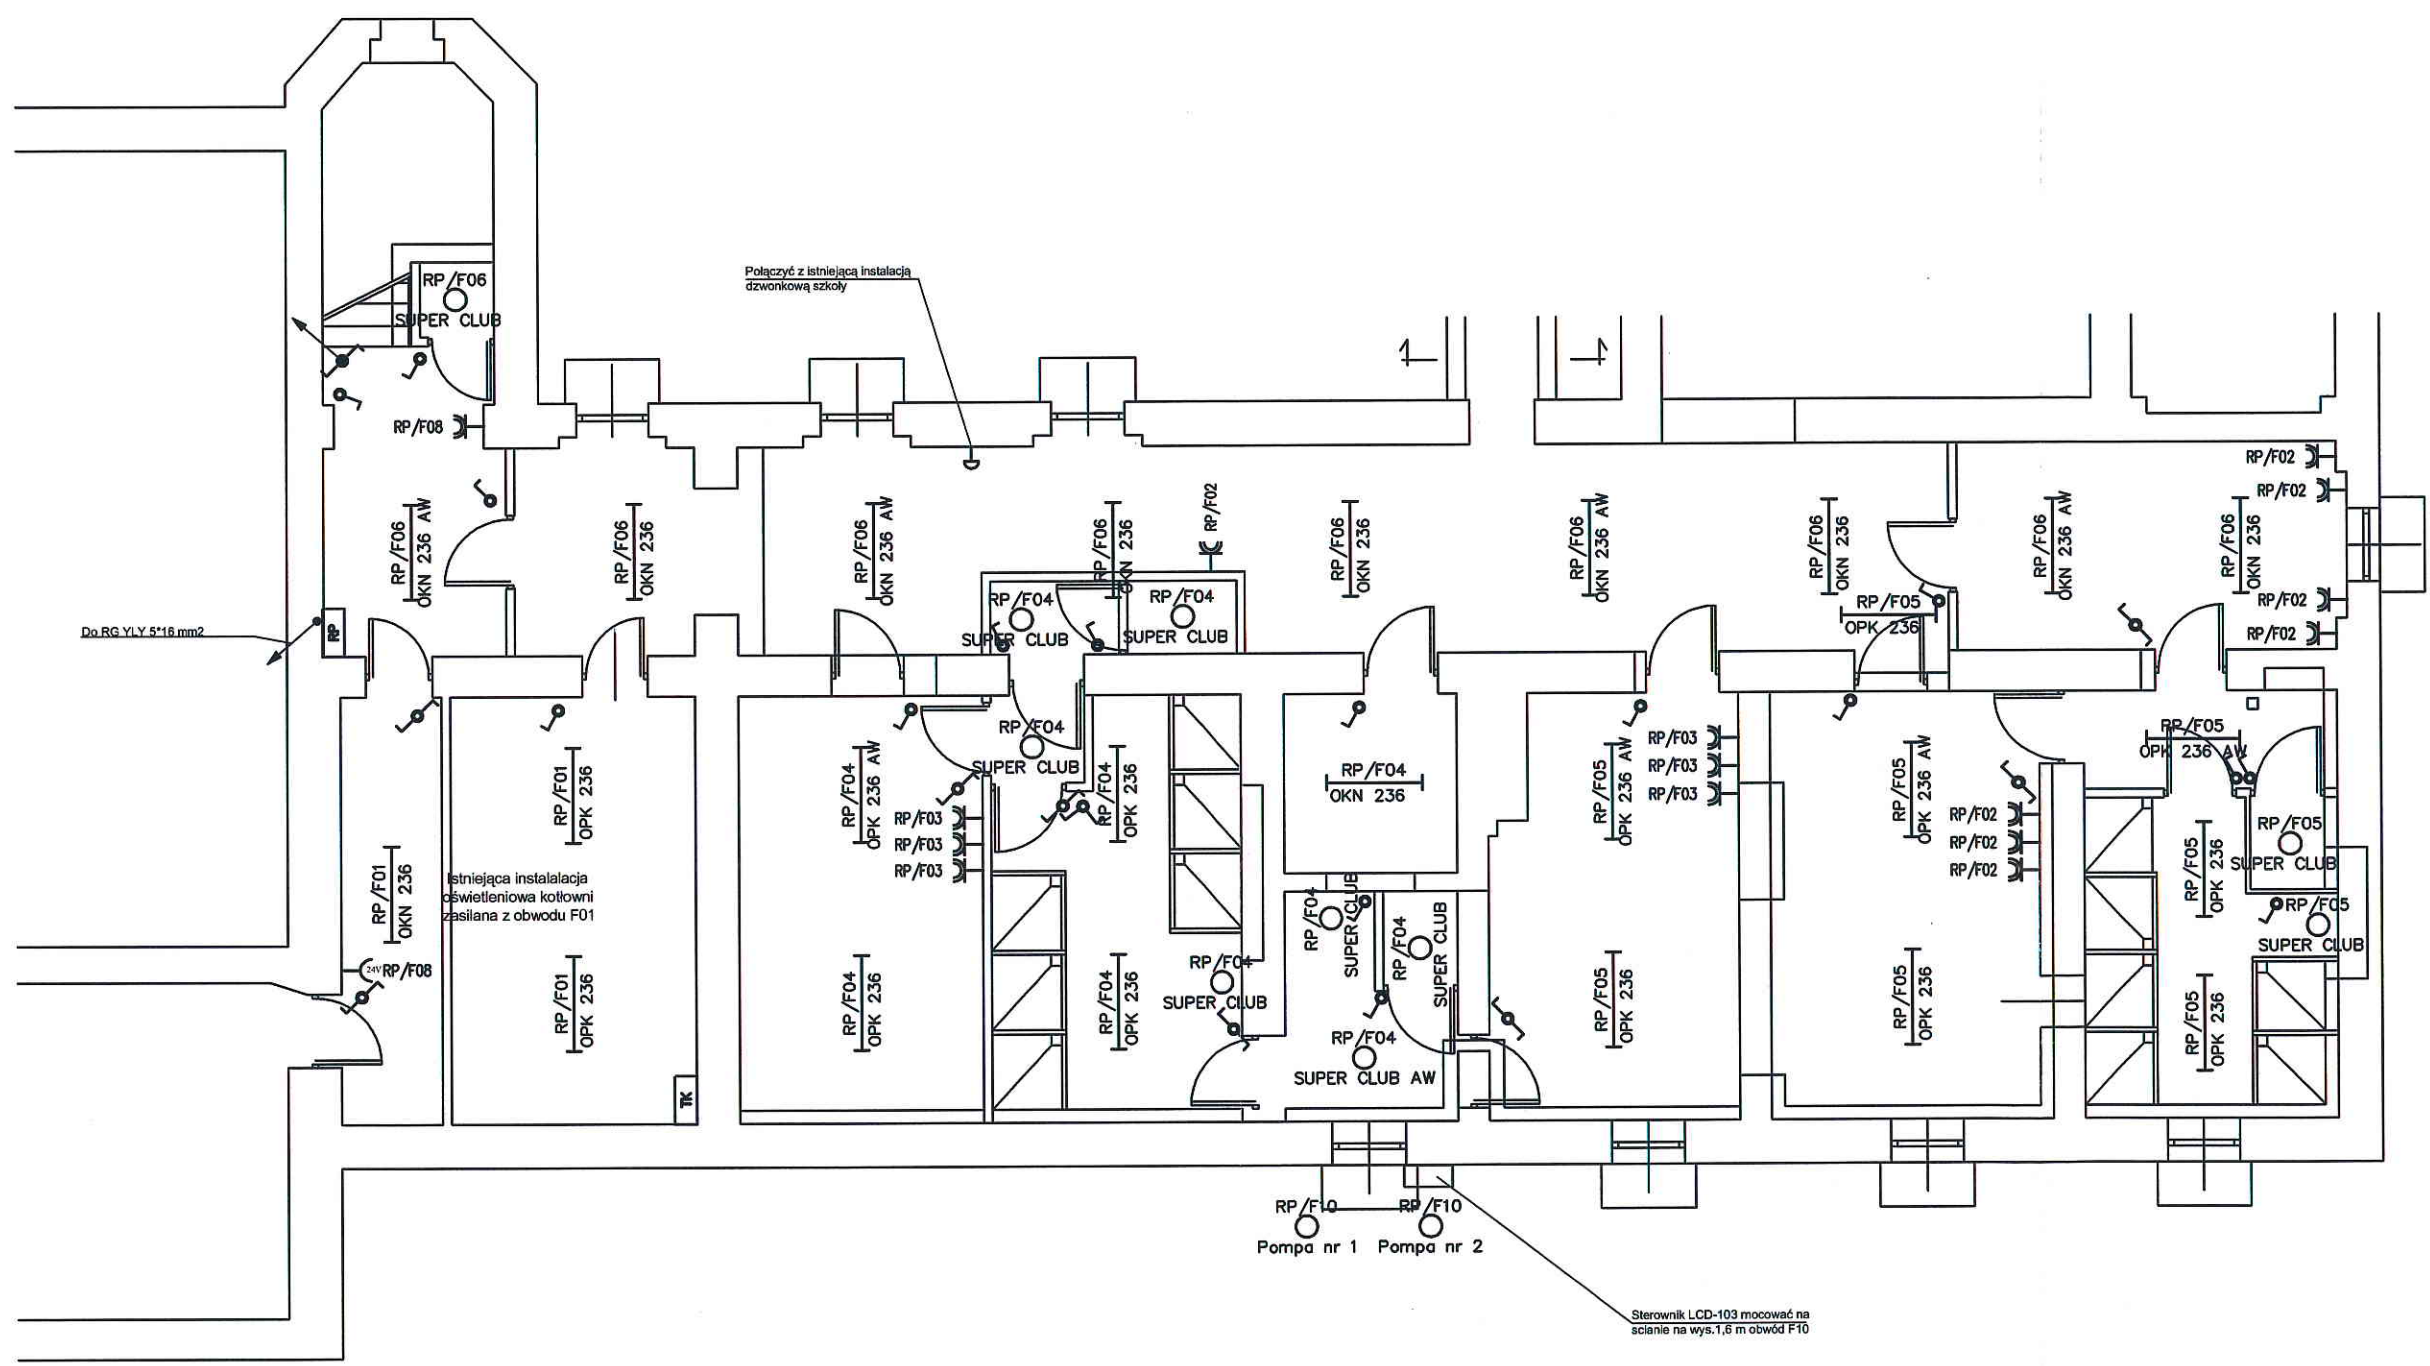 Połączyć z istniejącą instalacją
dzwonkową szkoły
RP/F06
SUPER CLUB
RP/F08
RP/F06
OKN 236 AW
RP/F06
OKN 236
RP/F06
OKN 236 AW
RP/F06
OKN 236
RP/F02
RP/F06
OKN 236
RP/F06
OKN 236 AW
RP/F06
OKN 236
RP/F06
OKN 236 AW
RP/F06
OKN 236
RP/F02
RP/F02
RP/F02
RP/F02
Do RG YLY 5*16 mm2
RP
RP/F04
SUPER CLUB
RP/F04
SUPER CLUB
RP/F05
OPK 236
RP/F04
SUPER CLUB
RP/F01
OPK 236
RP/F04
OPK 236 AW
RP/F04
OPK 236
RP/F04
OKN 236
RP/F03
RP/F03
RP/F03
RP/F05
OPK 236 AW
RP/F03
RP/F03
RP/F03
RP/F05
OPK 236 AW
RP/F02
RP/F02
RP/F02
RP/F05
OPK 236 AW
RP/F05
SUPER CLUB
RP/F05
OPK 236
RP/F05
SUPER CLUB
RP/F01
OKN 236
Istniejąca instalalacja
oświetleniowa kotłowni
zasilana z obwodu F01
24V
RP/F08
RP/F01
OPK 236
TK
RP/F04
OPK 236
RP/F04
OPK 236
RP/F04
SUPER CLUB
RP/F04
SUPER CLUB
RP/F04
SUPER CLUB
RP/F04
SUPER CLUB AW
RP/F05
OPK 236
RP/F05
OPK 236
RP/F05
OPK 236
RP/F10
Pompa nr 1
RP/F10
Pompa nr 2
Sterownik LCD-103 mocować na
scianie na wys.1,6 m obwód F10